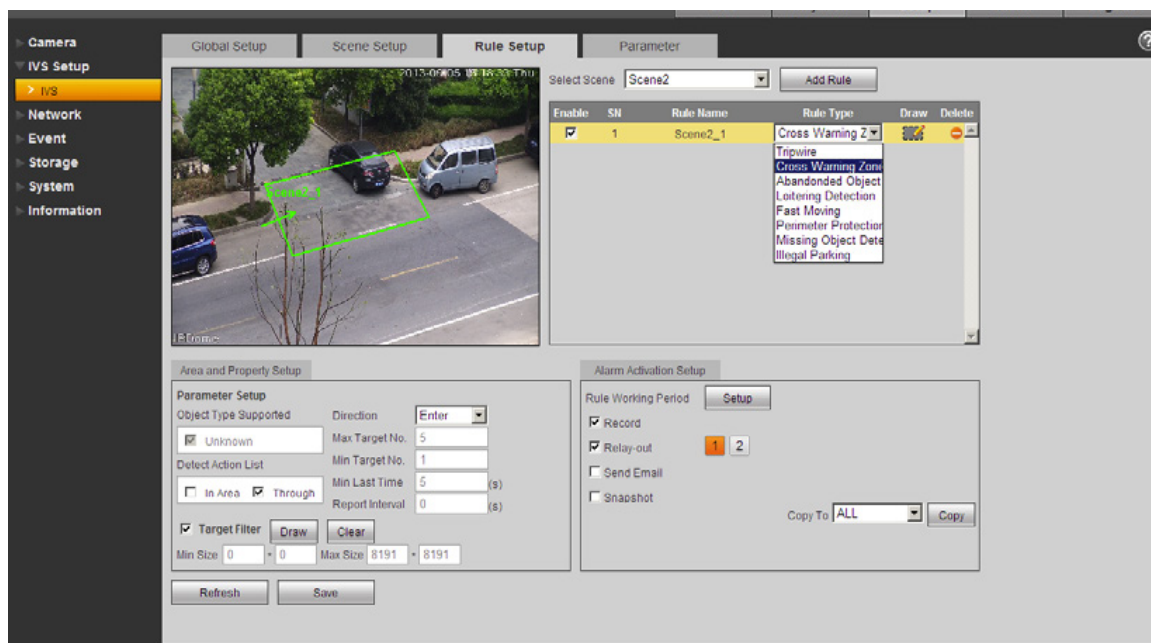 Camera
IVS Setup
IVS
Network
Event
Storage
System
Information
Global Setup
Scene Setup
Rule Setup
Parameter
Scene2_1
IPDome
Select Scene Scene2 Add Rule
Enable SN Rule Name Rule Type Draw Delete
1 Scene2_1 Cross Warning Z
Tripwire
Cross Warning Zone
Abandonded Object
Loitering Detection
Fast Moving
Perimeter Protection
Missing Object Dete
Illegal Parking
Area and Property Setup
Parameter Setup
Object Type Supported
Unknown
Detect Action List
In Area Through
Direction Enter
Max Target No. 5
Min Target No. 1
Min Last Time 5 (s)
Report Interval 0 (s)
Target Filter Draw Clear
Min Size 0 * 0 Max Size 8191 * 8191
Refresh Save
Alarm Activation Setup
Rule Working Period Setup
Record
Relay-out 1 2
Send Email
Snapshot
Copy To ALL Copy